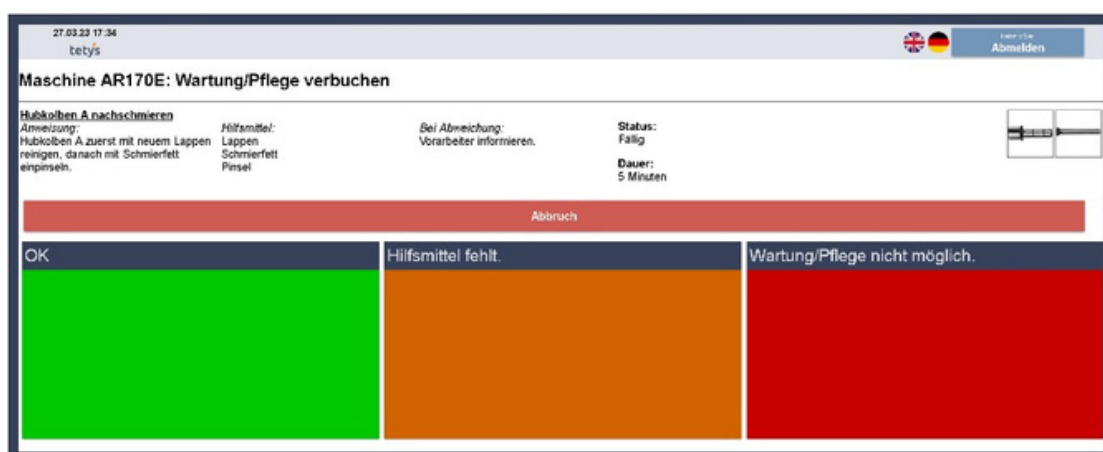 27.03.23 17:34
tetys
Abmelden
Maschine AR170E: Wartung/Pflege verbuchen
Hubkolben A nachschmieren
Anweisung:
Hubkolben A zuerst mit neuem Lappen
reinigen, danach mit Schmierfett
einpinseln.
Hilfsmittel:
Lappen
Schmierfett
Pinsel
Bei Abweichung:
Vorarbeiter informieren.
Status:
Fällig
Dauer:
5 Minuten
Abbruch
OK
Hilfsmittel fehlt.
Wartung/Pflege nicht möglich.